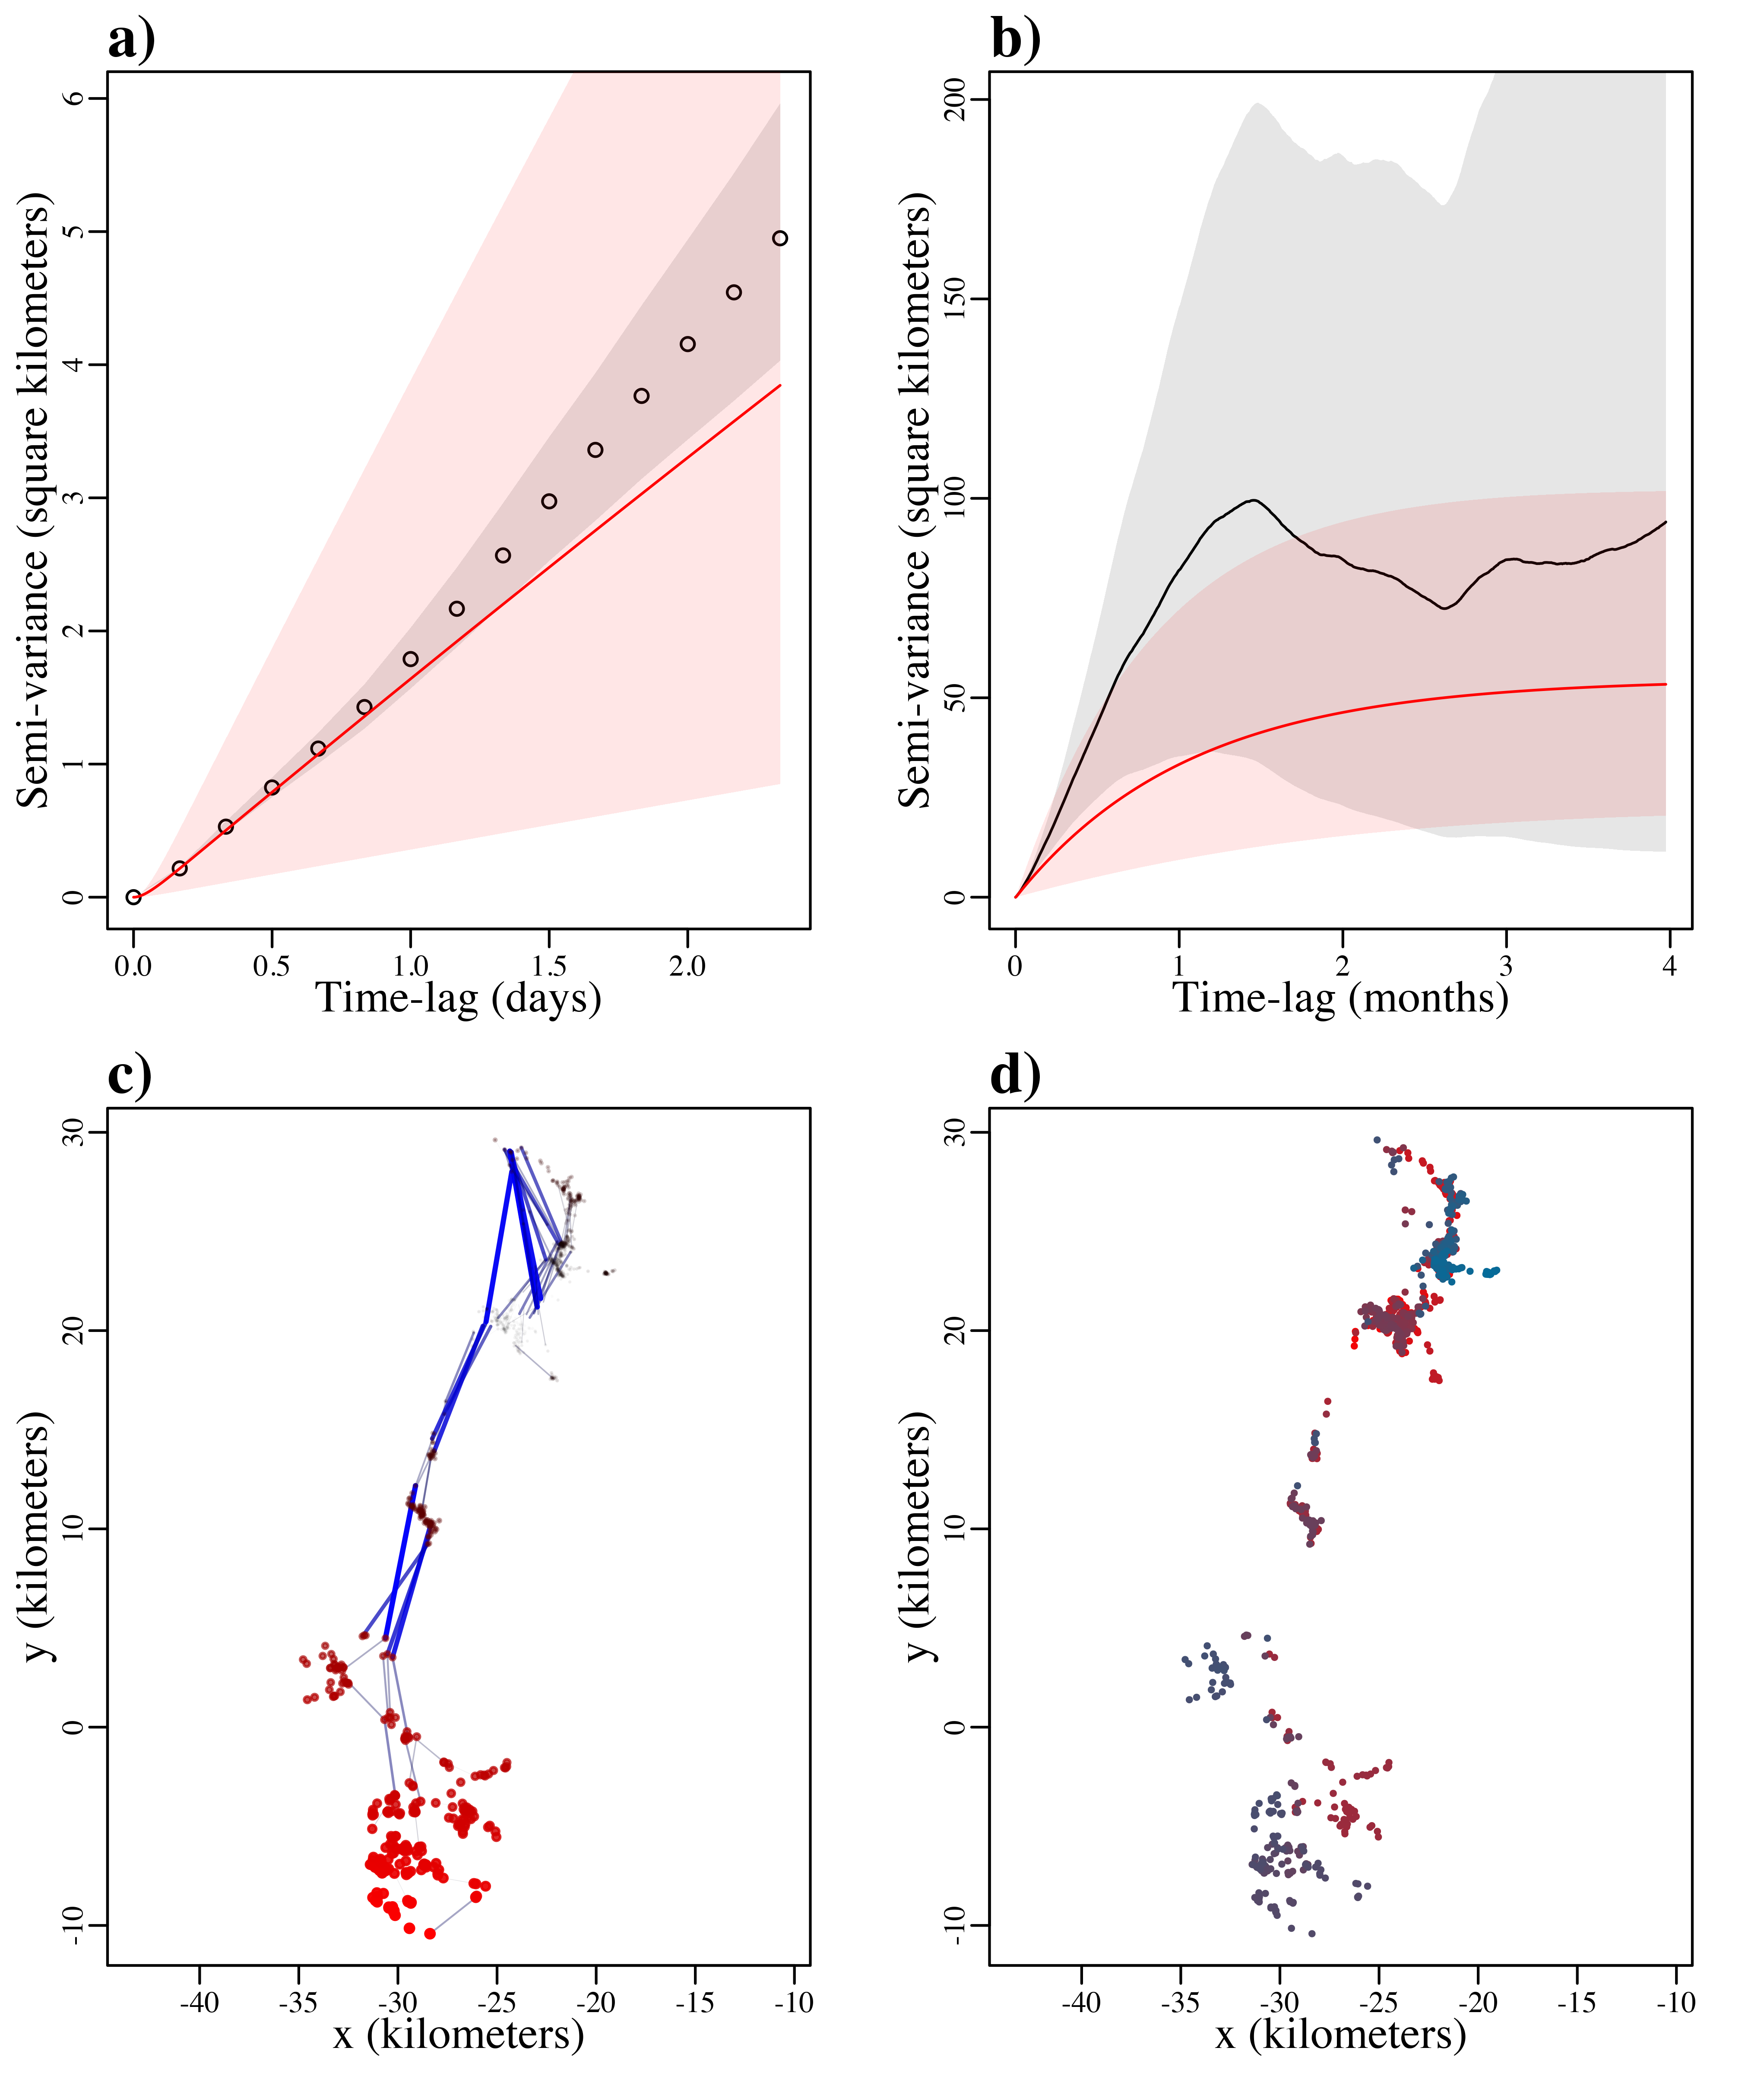 a)
Semi-variance (square kilometers)
6
5
4
3
2
1
0
0.0 0.5 1.0 1.5 2.0
Time-lag (days)
b)
Semi-variance (square kilometers)
200
150
100
50
0
0 1 2 3 4
Time-lag (months)
c)
y (kilometers)
30
20
10
0
-10
-40 -35 -30 -25 -20 -15 -10
x (kilometers)
d)
y (kilometers)
30
20
10
0
-10
-40 -35 -30 -25 -20 -15 -10
x (kilometers)